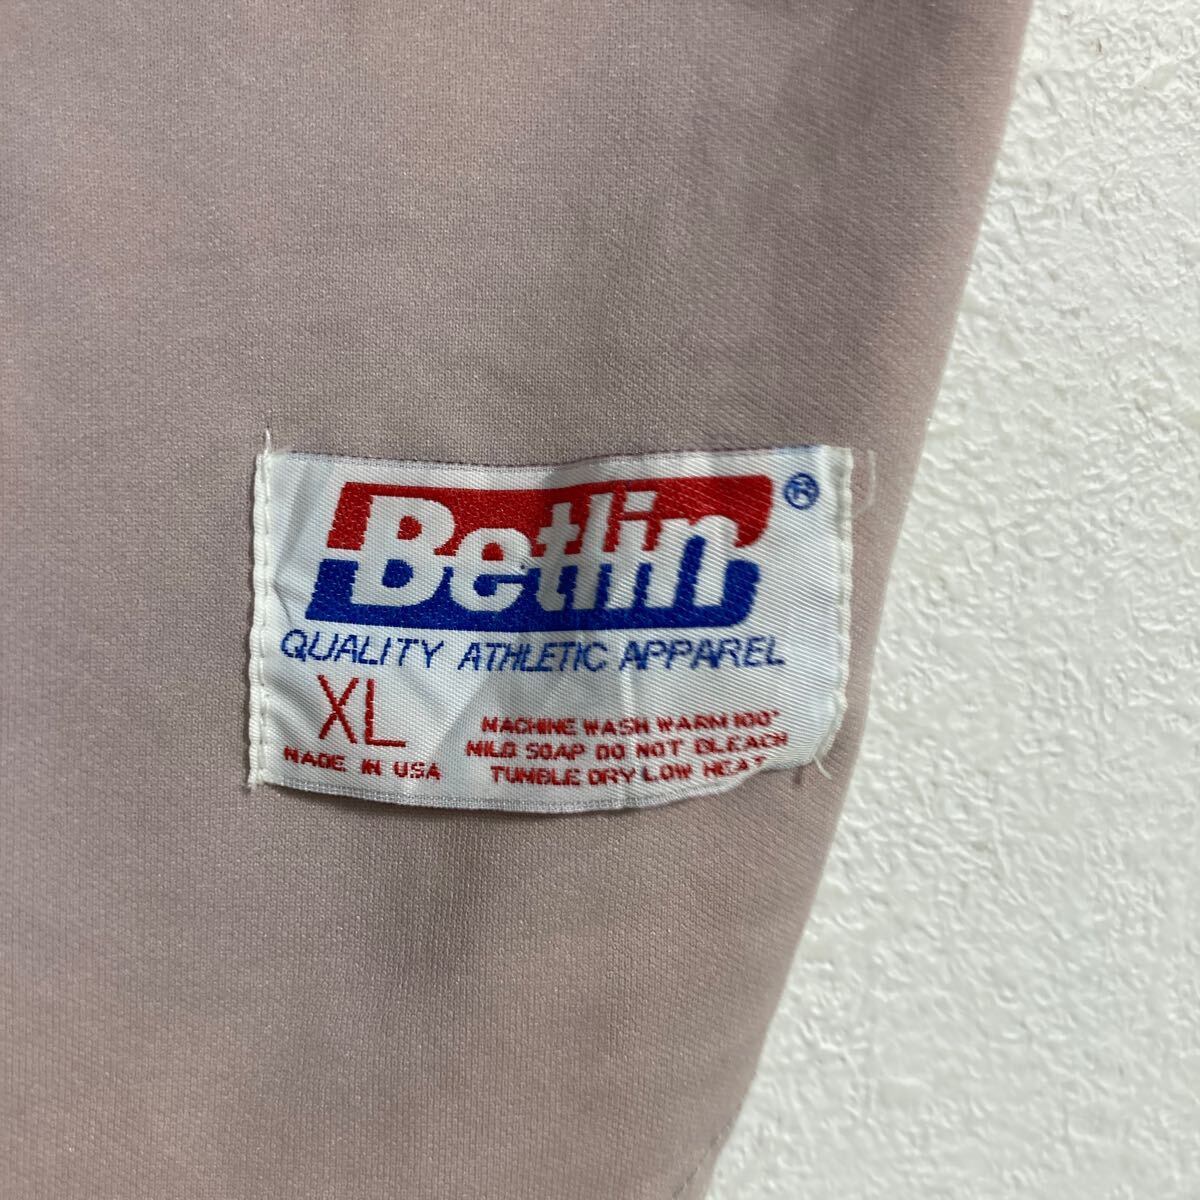 Betlin ®
QUALITY ATHLETIC APPAREL
XL
MADE IN USA
MACHINE WASH WARM 100°
MILD SOAP DO NOT BLEACH
TUMBLE DRY LOW HEAT